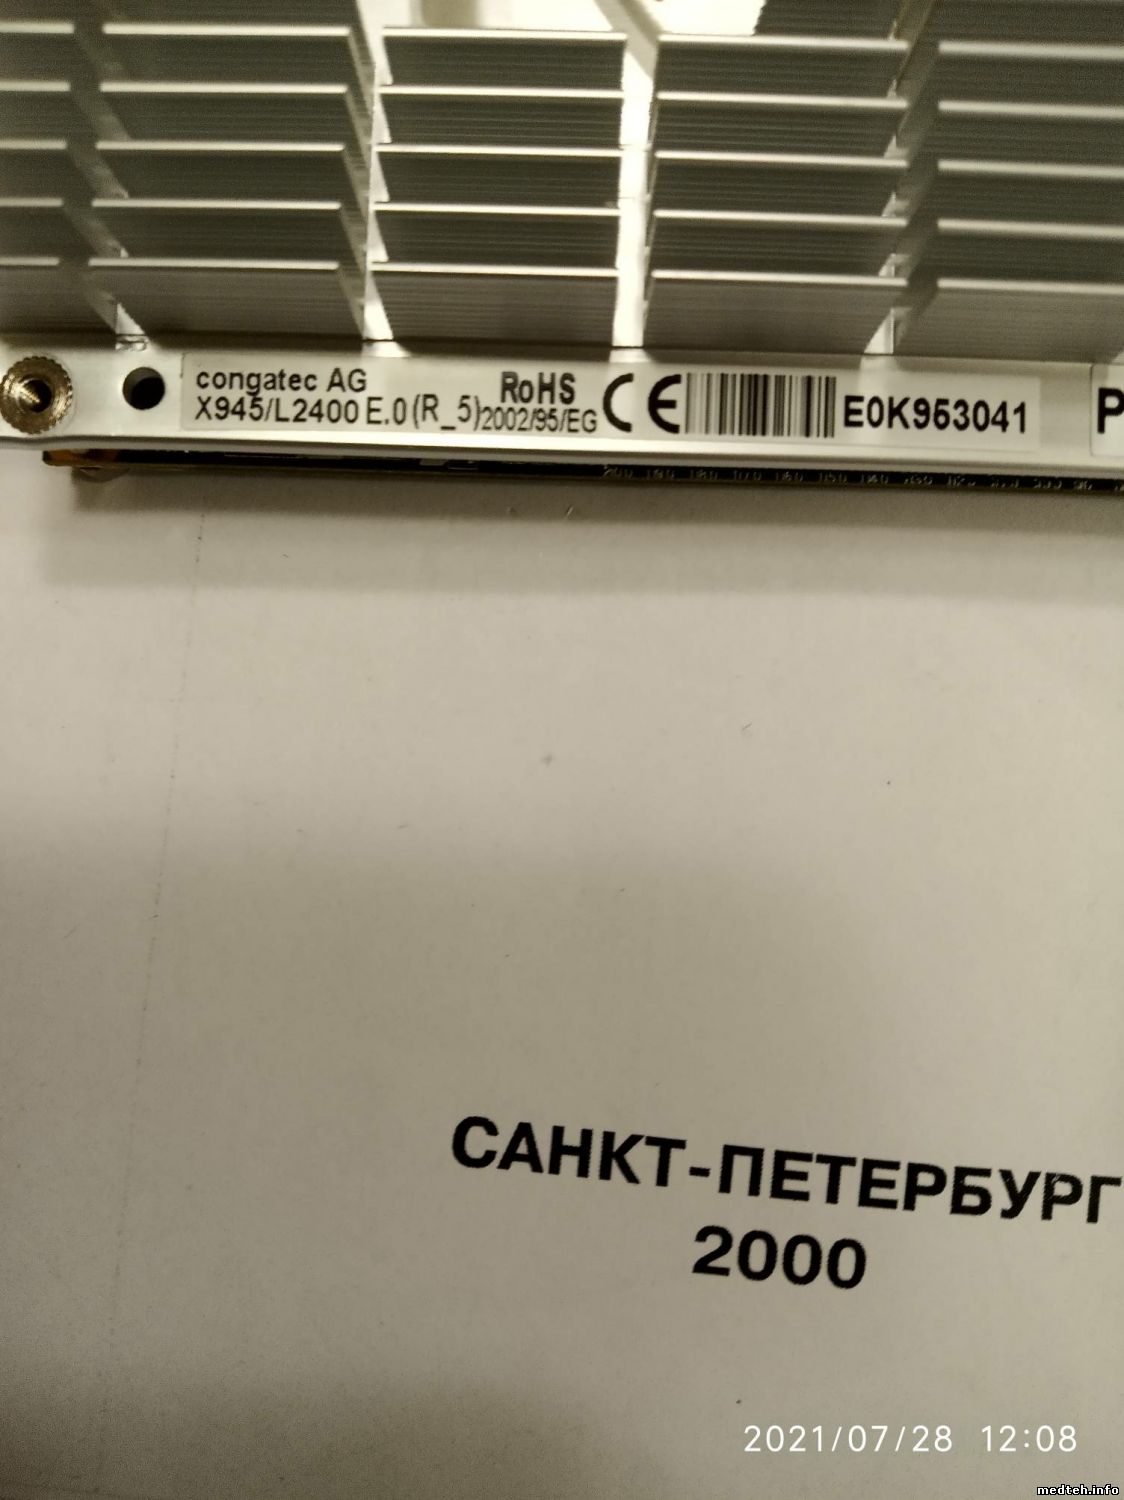 congatec AG
X945/L2400 E.0 (R_5)
RoHS
2002/95/EG
CE
E0K953041
P
САНКТ-ПЕТЕРБУРГ
2000
2021/07/28 12:08
medteh.info